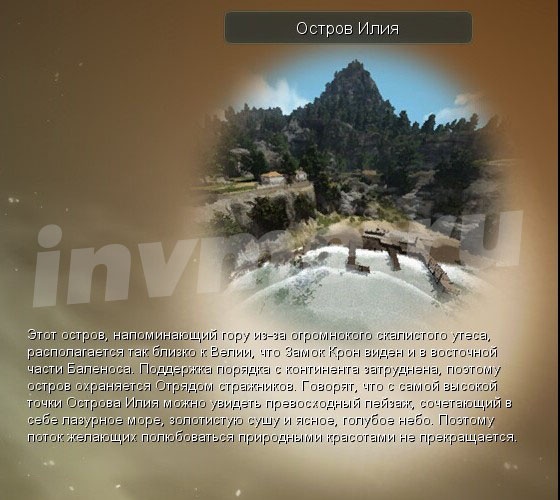 Остров Илия
invmo.ru
Этот остров, напоминающий гору из-за огромнокого скалистого утеса,
располагается так близко к Велии, что Замок Крон виден и в восточной
части Баленоса. Поддержка порядка с континента затруднена, поэтому
остров охраняется Отрядом стражников. Говорят, что с самой высокой
точки Острова Илия можно увидеть превосходный пейзаж, сочетающий в
себе лазурное море, золотистую сушу и ясное, голубое небо. Поэтому
поток желающих полюбоваться природными красотами не прекращается.